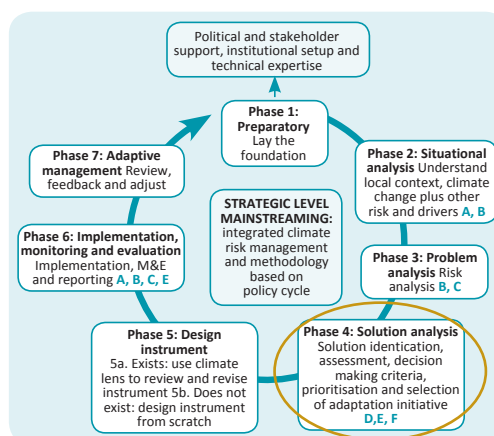 Political and stakeholder
support, institutional setup and
technical expertise
Phase 1:
Preparatory
Lay the
foundation
Phase 2: Situational
analysis Understand
local context, climate
change plus other
risk and drivers A, B
Phase 3: Problem
analysis Risk
analysis B, C
Phase 4: Solution analysis
Solution identication,
assessment, decision
making criteria,
prioritisation and selection
of adaptation initiative
D,E, F
Phase 5: Design
instrument
5a. Exists: use climate
lens to review and revise
instrument 5b. Does not
exist: design instrument
from scratch
Phase 6: Implementation,
monitoring and evaluation
Implementation, M&E
and reporting A, B, C, E
Phase 7: Adaptive
management Review,
feedback and adjust
STRATEGIC LEVEL
MAINSTREAMING:
integrated climate
risk management
and methodology
based on
policy cycle